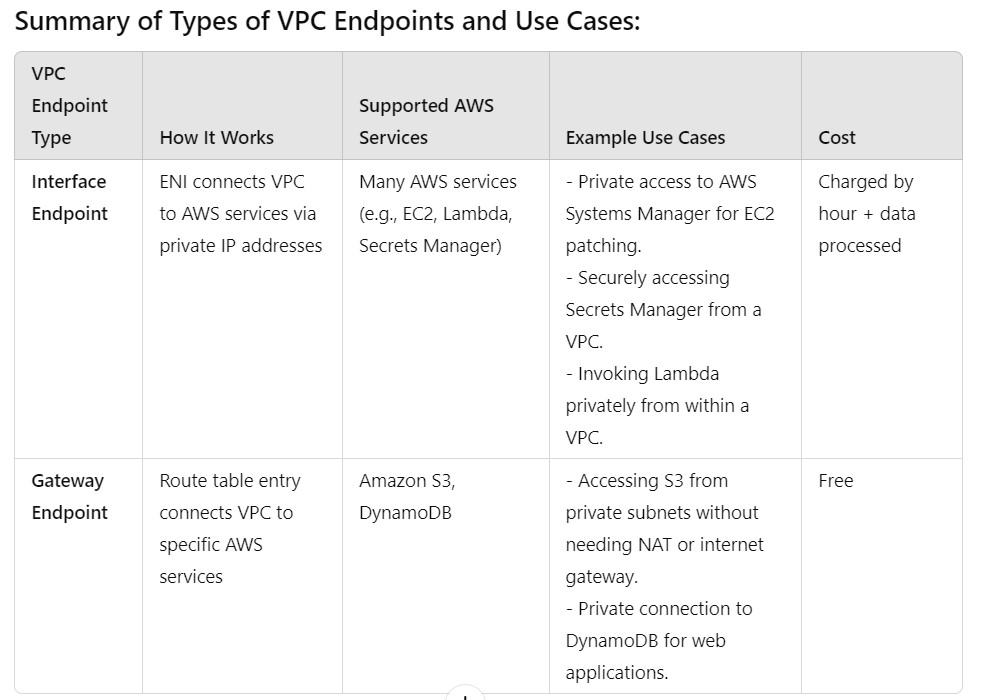 Summary of Types of VPC Endpoints and Use Cases:
VPC
Endpoint
Type
How It Works
Supported AWS
Services
Example Use Cases
Cost
Interface
Endpoint
ENI connects VPC
to AWS services via
private IP addresses
Many AWS services
(e.g., EC2, Lambda,
Secrets Manager)
- Private access to AWS
Systems Manager for EC2
patching.
- Securely accessing
Secrets Manager from a
VPC.
- Invoking Lambda
privately from within a
VPC.
Charged by
hour + data
processed
Gateway
Endpoint
Route table entry
connects VPC to
specific AWS
services
Amazon S3,
DynamoDB
- Accessing S3 from
private subnets without
needing NAT or internet
gateway.
- Private connection to
DynamoDB for web
applications.
Free